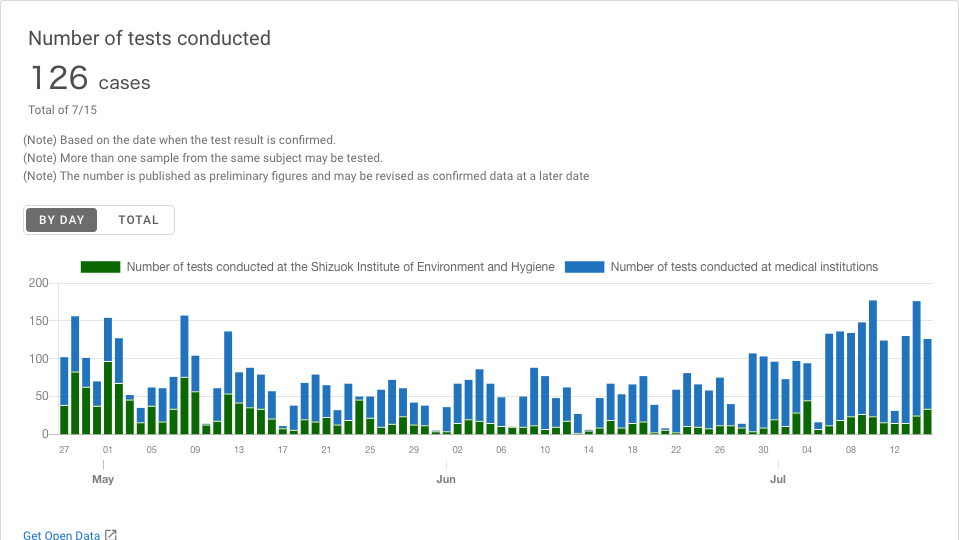 Number of tests conducted
126 cases
Total of 7/15
(Note) Based on the date when the test result is confirmed.
(Note) More than one sample from the same subject may be tested.
(Note) The number is published as preliminary figures and may be revised as confirmed data at a later date
BY DAY TOTAL
Number of tests conducted at the Shizuok Institute of Environment and Hygiene Number of tests conducted at medical institutions
200
150
100
50
0
27 01 05 09 13 17 21 25 29 02 06 10 14 18 22 26 30 04 08 12
May Jun Jul
Get Open Data